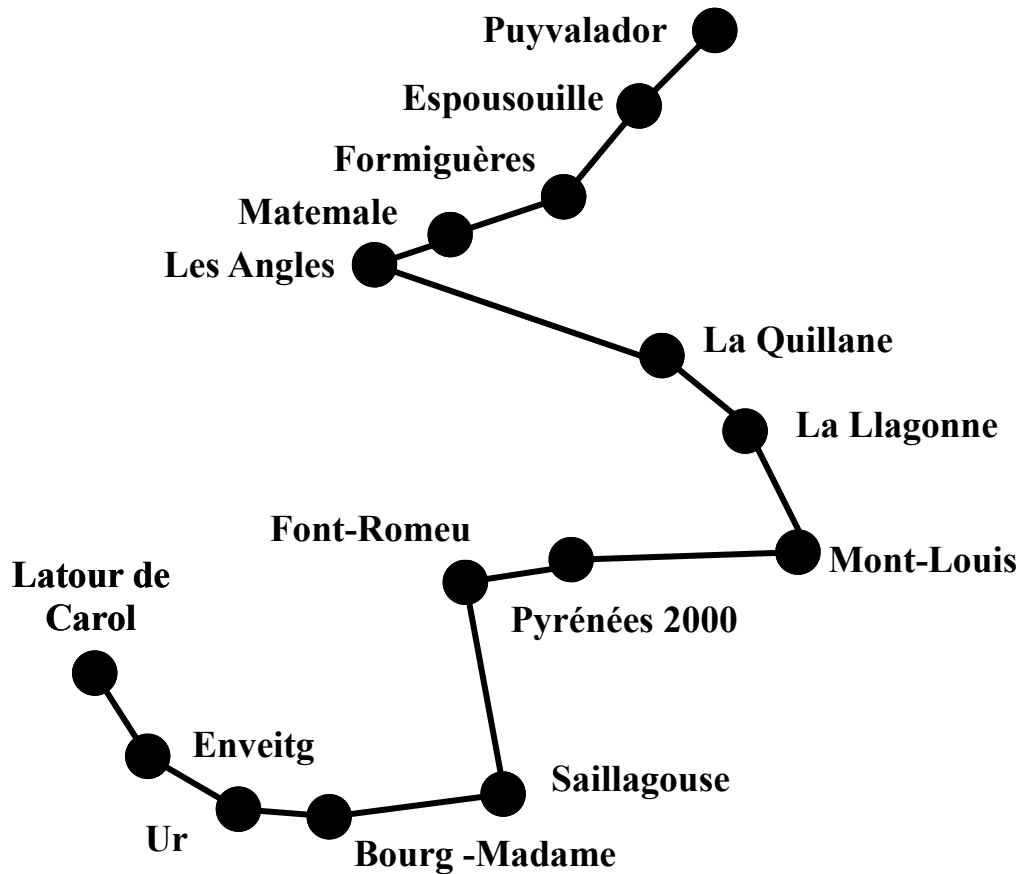 Puyvalador
Espousouille
Formiguères
Matemale
Les Angles
La Quillane
La Llagonne
Font-Romeu
Mont-Louis
Latour de
Carol
Pyrénées 2000
Enveitg
Saillagouse
Ur
Bourg -Madame